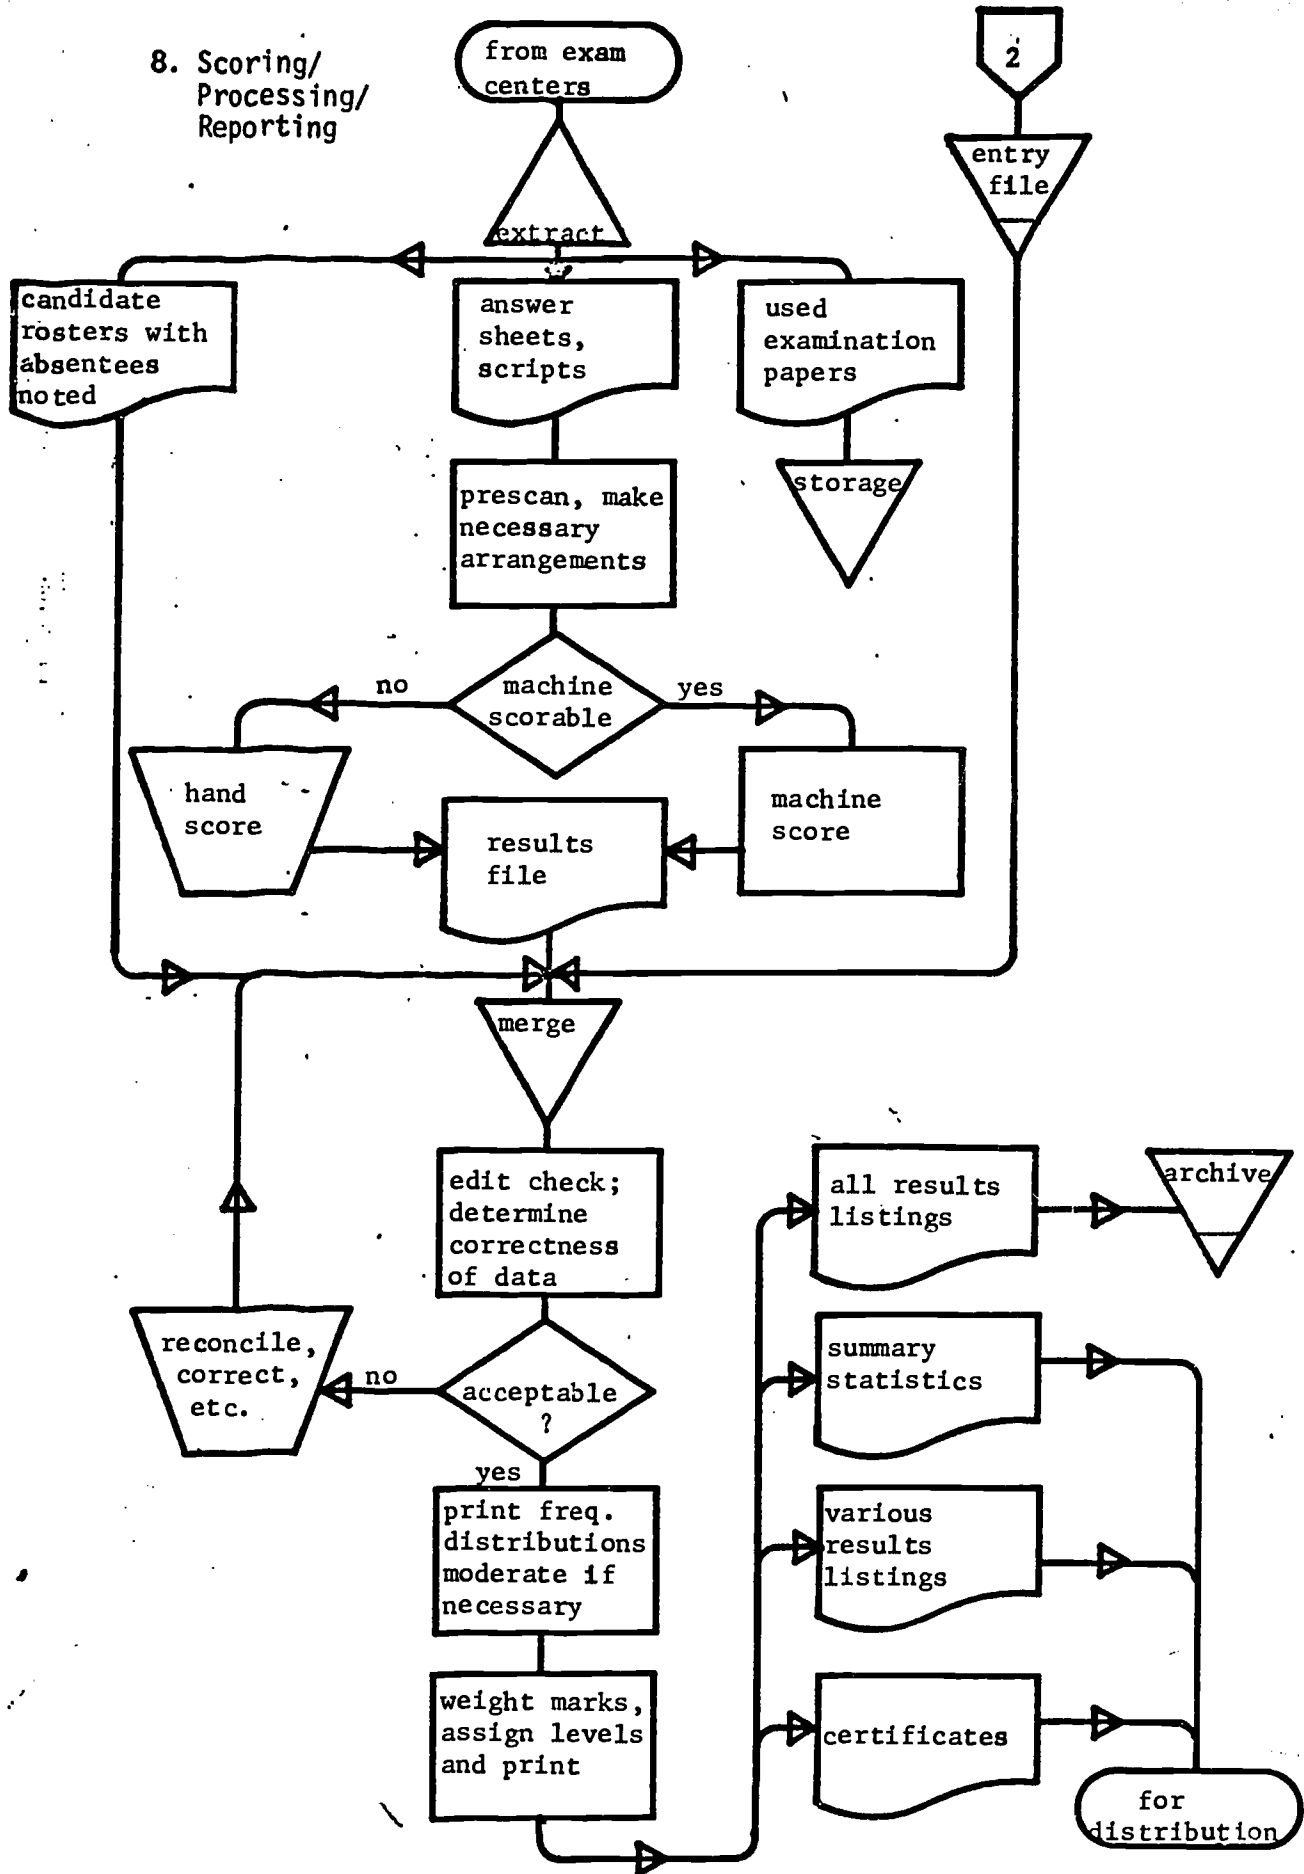 8. Scoring/
Processing/
Reporting
from exam
centers
2
entry
file
extract
candidate
rosters with
absentees
noted
answer
sheets,
scripts
used
examination
papers
prescan, make
necessary
arrangements
storage
no
machine
scorable
yes
hand
score
results
file
machine
score
merge
edit check;
determine
correctness
of data
all results
listings
archive
reconcile,
correct,
etc.
no
acceptable
?
yes
summary
statistics
print freq.
distributions
moderate if
necessary
various
results
listings
weight marks,
assign levels
and print
certificates
for
distribution